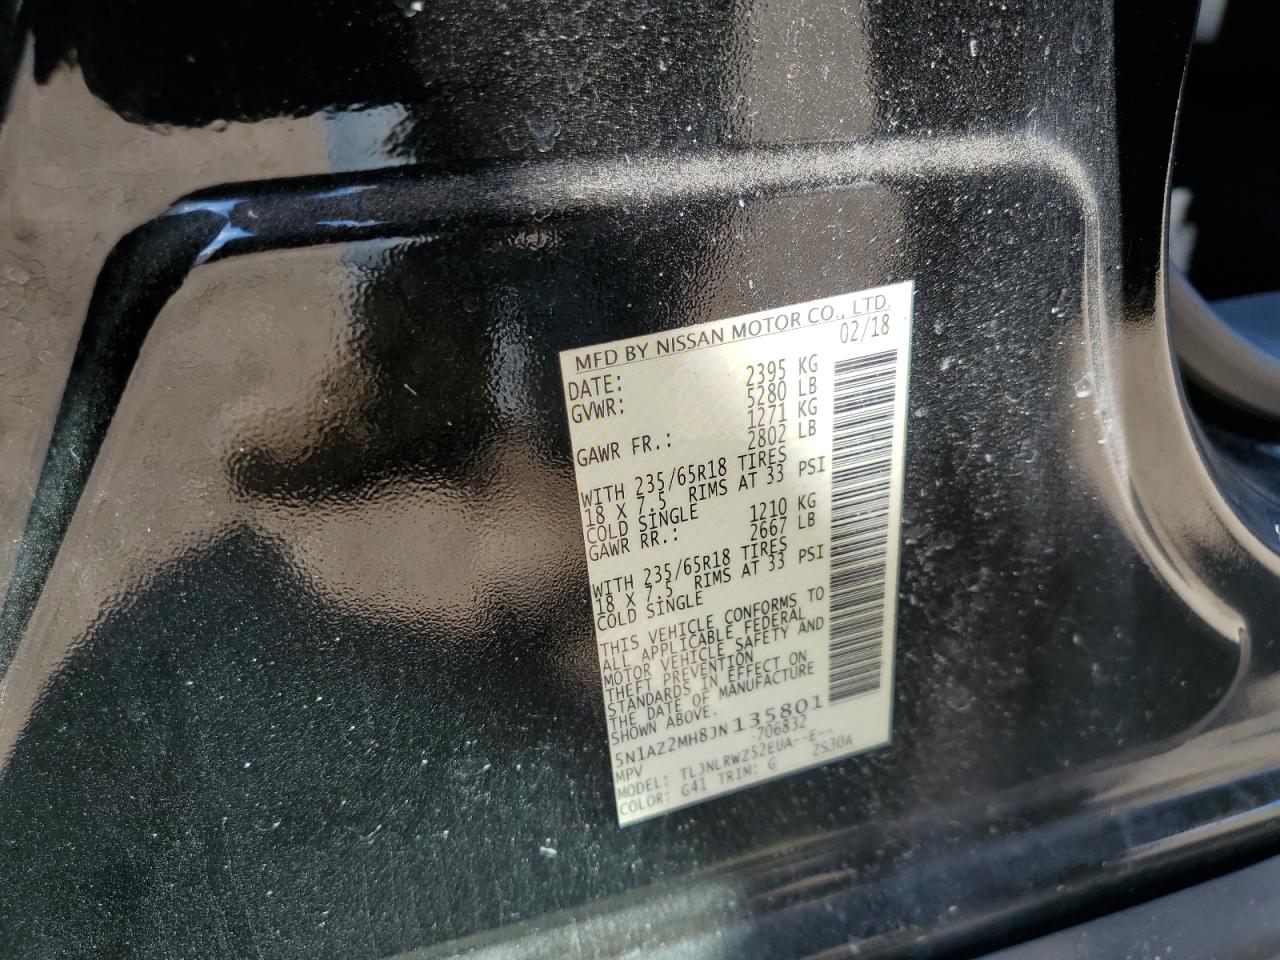 MFD BY NISSAN MOTOR CO., LTD.
DATE: 02/18
GVWR: 2395 KG
5280 LB
GAWR FR.: 1271 KG
2802 LB
WITH 235/65R18 TIRES
18 X 7.5 RIMS AT 33 PSI
COLD SINGLE
GAWR RR.: 1210 KG
2667 LB
WITH 235/65R18 TIRES
18 X 7.5 RIMS AT 33 PSI
COLD SINGLE
THIS VEHICLE CONFORMS TO
ALL APPLICABLE FEDERAL
MOTOR VEHICLE SAFETY AND
THEFT PREVENTION
STANDARDS IN EFFECT ON
THE DATE OF MANUFACTURE
SHOWN ABOVE.
5N1AZ2MH8JN135801
MPV -706832
MODEL: TLJNLRWZ52EUA--E--
COLOR: G41 TRIM: G ZS30A